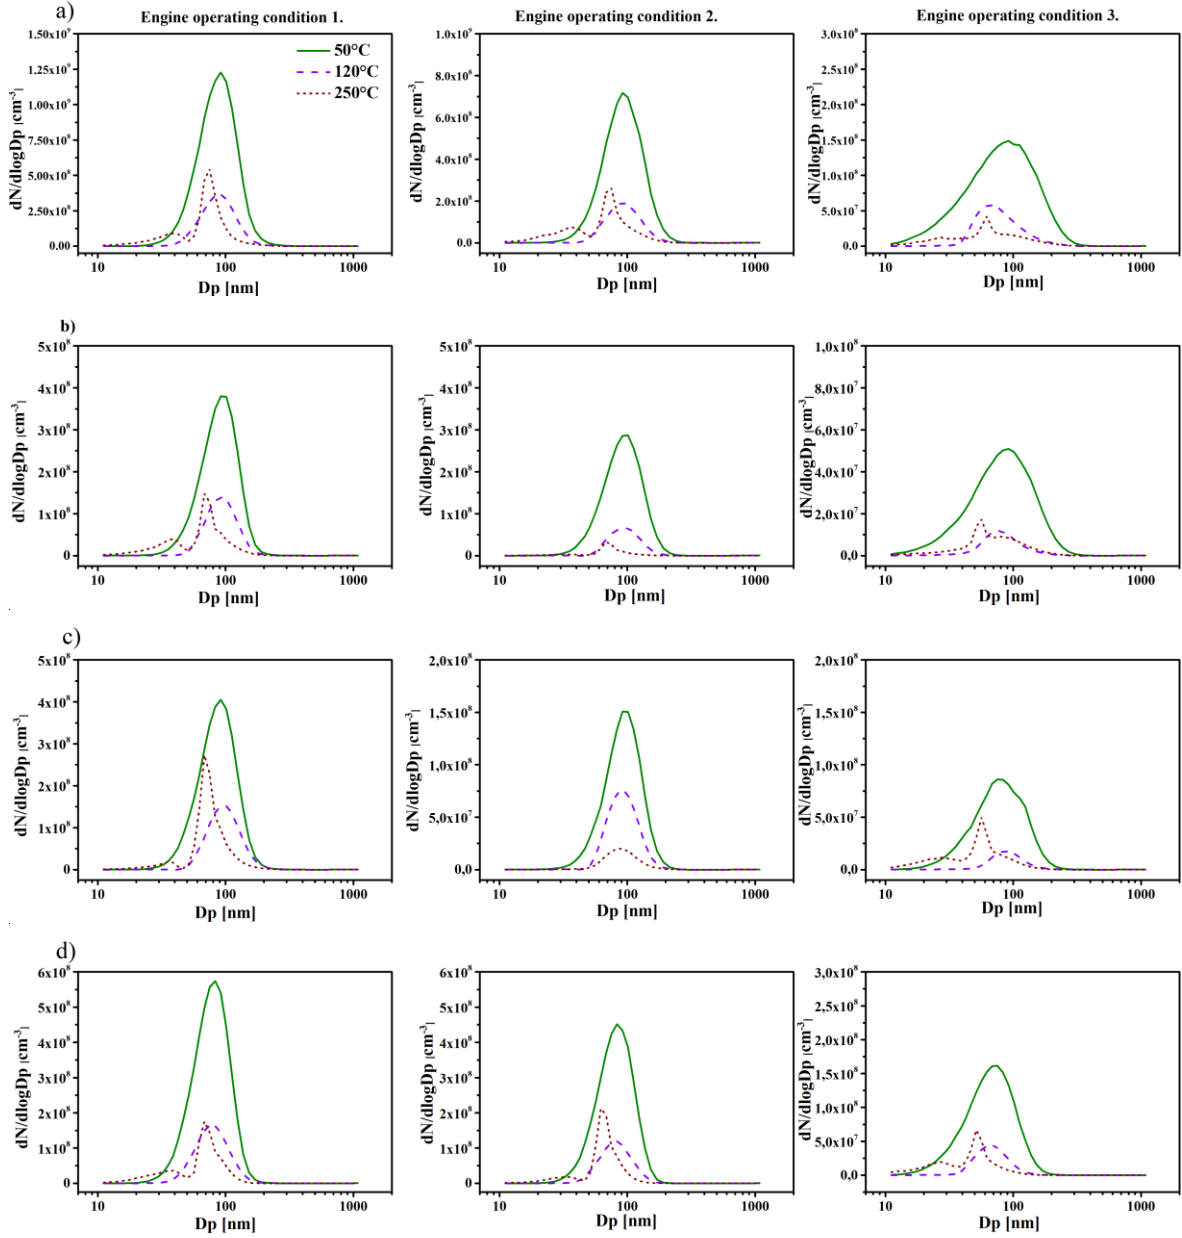 a)
Engine operating condition 1.
Engine operating condition 2.
Engine operating condition 3.
dN/dlogDp [cm⁻³]
1.50x10⁹
1.25x10⁹
1.00x10⁹
7.50x10⁸
5.00x10⁸
2.50x10⁸
0.00
50°C
120°C
250°C
10
100
1000
Dp [nm]
dN/dlogDp [cm⁻³]
1.0x10⁹
8.0x10⁸
6.0x10⁸
4.0x10⁸
2.0x10⁸
0.0
10
100
1000
Dp [nm]
dN/dlogDp [cm⁻³]
3.0x10⁸
2.5x10⁸
2.0x10⁸
1.5x10⁸
1.0x10⁸
5.0x10⁷
0.0
10
100
1000
Dp [nm]
b)
dN/dlogDp [cm⁻³]
5x10⁸
4x10⁸
3x10⁸
2x10⁸
1x10⁸
0
10
100
1000
Dp [nm]
dN/dlogDp [cm⁻³]
5x10⁸
4x10⁸
3x10⁸
2x10⁸
1x10⁸
0
10
100
1000
Dp [nm]
dN/dlogDp [cm⁻³]
1,0x10⁸
8,0x10⁷
6,0x10⁷
4,0x10⁷
2,0x10⁷
0,0
10
100
1000
Dp [nm]
c)
dN/dlogDp [cm⁻³]
5x10⁸
4x10⁸
3x10⁸
2x10⁸
1x10⁸
0
10
100
1000
Dp [nm]
dN/dlogDp [cm⁻³]
2,0x10⁸
1,5x10⁸
1,0x10⁸
5,0x10⁷
0,0
10
100
1000
Dp [nm]
dN/dlogDp [cm⁻³]
2,0x10⁸
1,5x10⁸
1,0x10⁸
5,0x10⁷
0,0
10
100
1000
Dp [nm]
d)
dN/dlogDp [cm⁻³]
6x10⁸
5x10⁸
4x10⁸
3x10⁸
2x10⁸
1x10⁸
0
10
100
1000
Dp [nm]
dN/dlogDp [cm⁻³]
6x10⁸
5x10⁸
4x10⁸
3x10⁸
2x10⁸
1x10⁸
0
10
100
1000
Dp [nm]
dN/dlogDp [cm⁻³]
3,0x10⁸
2,5x10⁸
2,0x10⁸
1,5x10⁸
1,0x10⁸
5,0x10⁷
0,0
10
100
1000
Dp [nm]